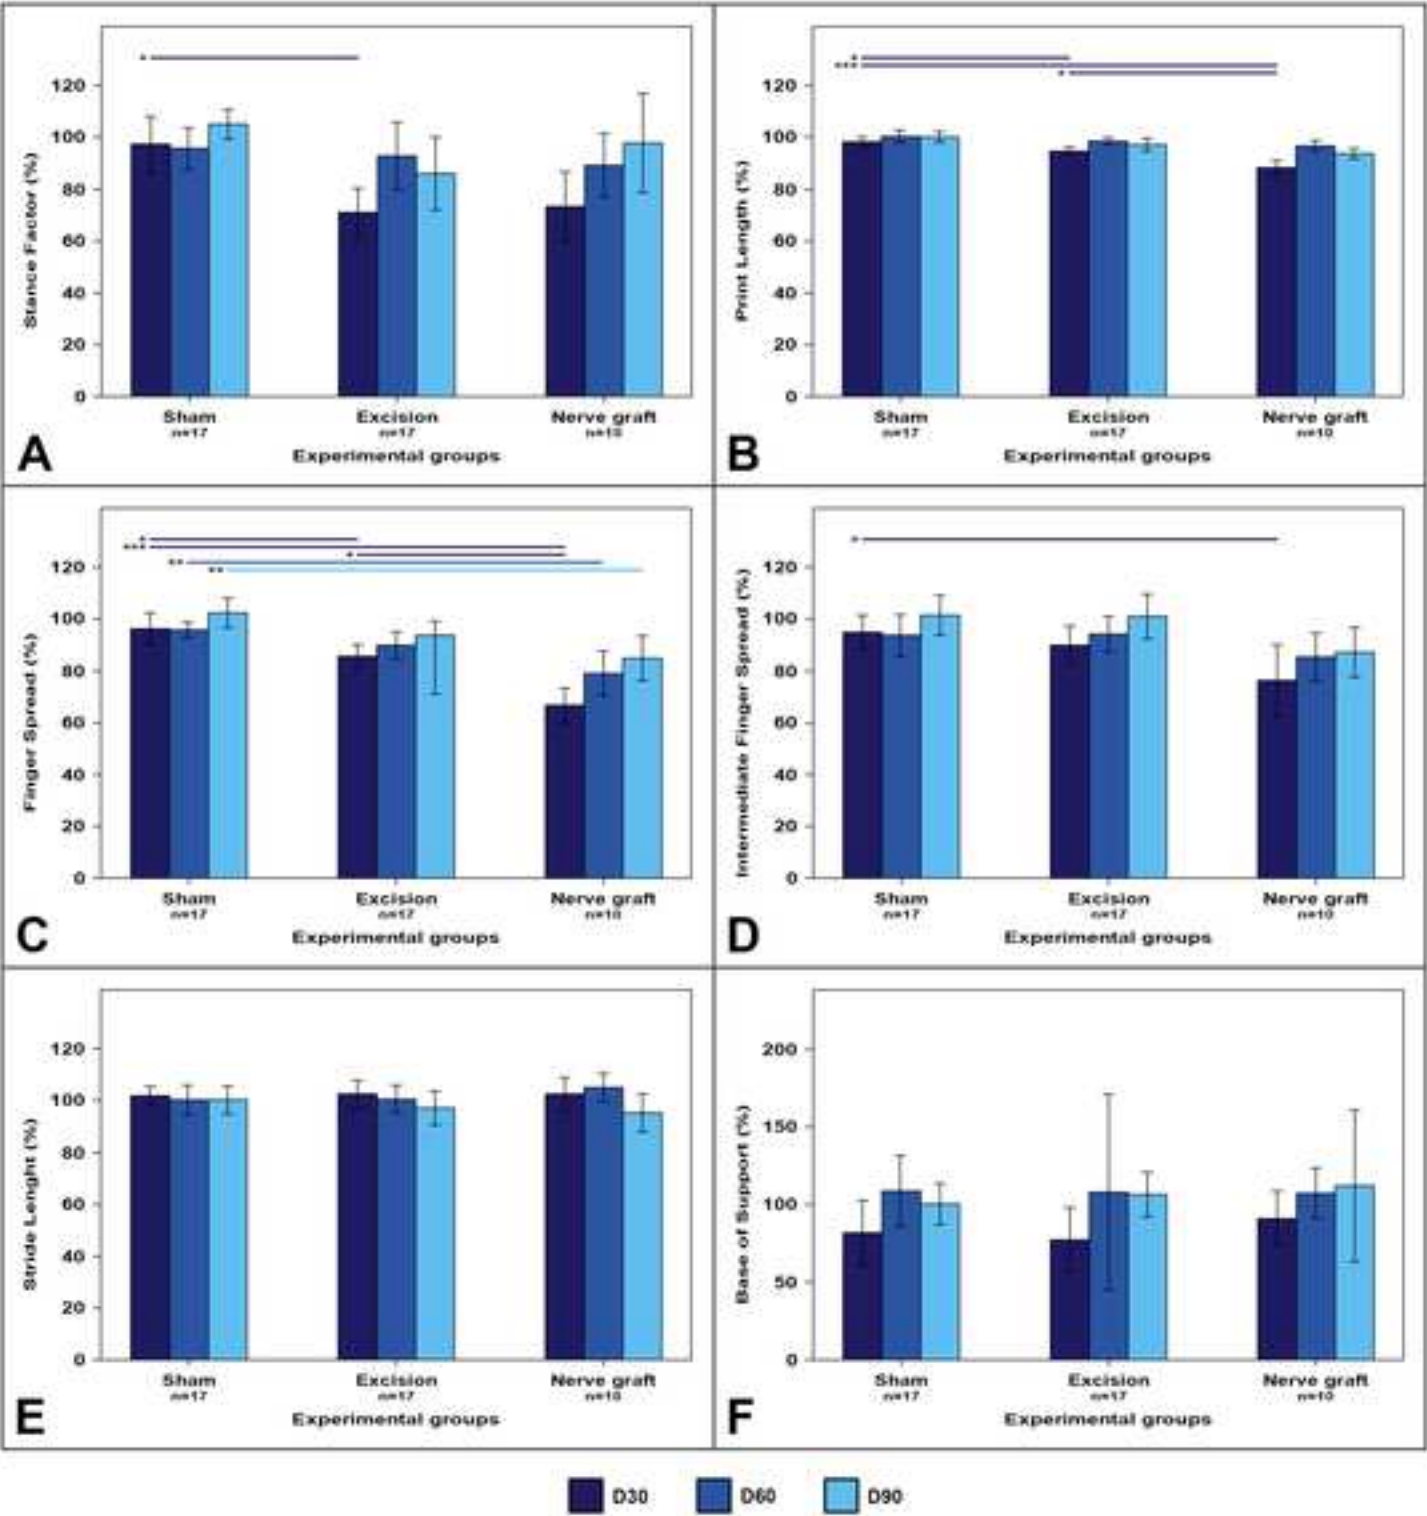 120
100
80
60
40
20
0
Stance Factor (%)
*
Sham
n=17
Excision
n=17
Nerve graft
n=10
Experimental groups
A
120
100
80
60
40
20
0
Print Length (%)
*
***
*
Sham
n=17
Excision
n=17
Nerve graft
n=10
Experimental groups
B
120
100
80
60
40
20
0
Finger Spread (%)
*
***
*
**
**
Sham
n=17
Excision
n=17
Nerve graft
n=10
Experimental groups
C
120
100
80
60
40
20
0
Intermediate Finger Spread (%)
*
Sham
n=17
Excision
n=17
Nerve graft
n=10
Experimental groups
D
120
100
80
60
40
20
0
Stride Lenght (%)
Sham
n=17
Excision
n=17
Nerve graft
n=10
Experimental groups
E
200
150
100
50
0
Base of Support (%)
Sham
n=17
Excision
n=17
Nerve graft
n=10
Experimental groups
F
D30 D60 D90